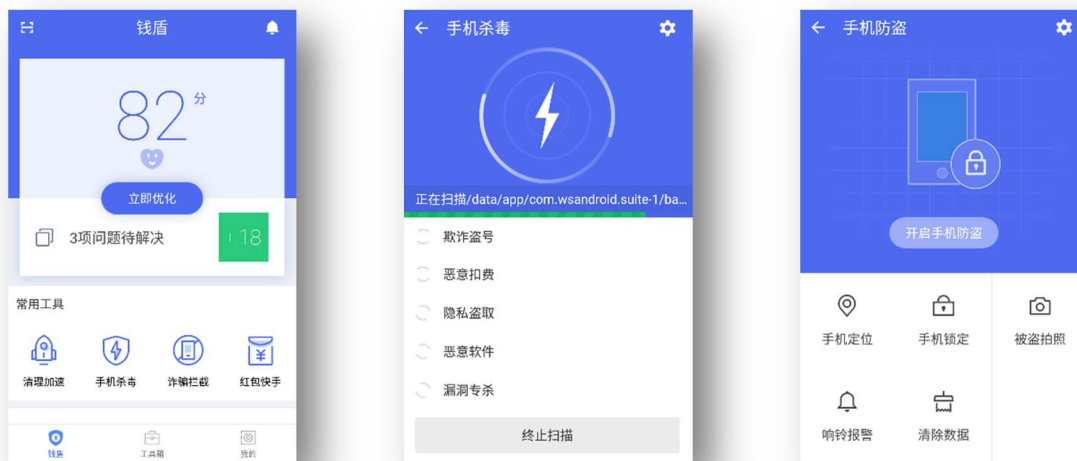 钱盾
82 分
立即优化
3项问题待解决
18
常用工具
清理加速
手机杀毒
诈骗拦截
红包快手
钱盾
工具箱
我的
手机杀毒
正在扫描/data/app/com.wsandroid.suite-1/ba...
欺诈盗号
恶意扣费
隐私盗取
恶意软件
漏洞专杀
终止扫描
手机防盗
开启手机防盗
手机定位
手机锁定
被盗拍照
响铃报警
清除数据